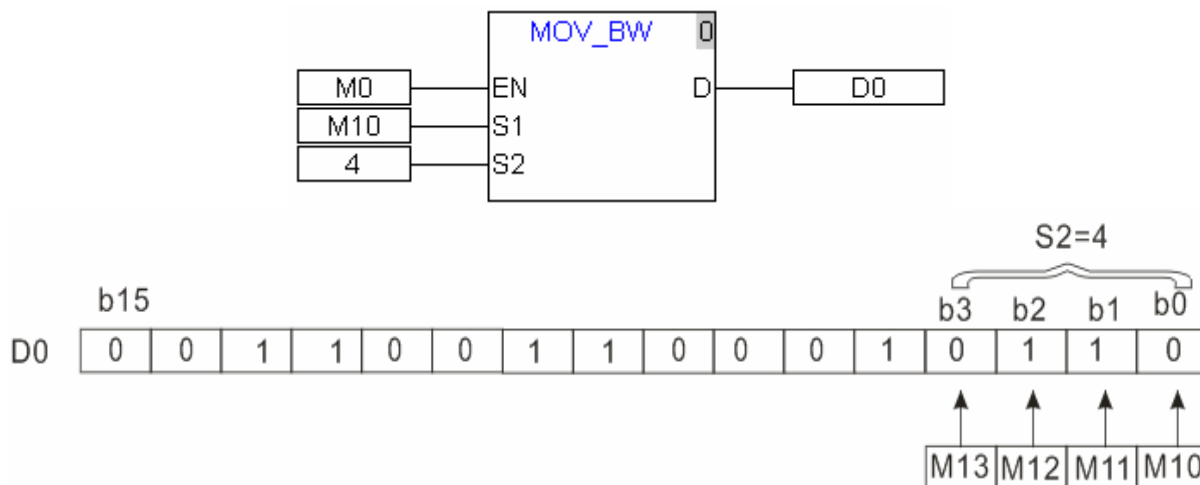 MOV_BW 0
M0 EN D D0
M10 S1
4 S2
S2=4
b15 b3 b2 b1 b0
D0 0 0 1 1 0 0 1 1 0 0 0 1 0 1 1 0
M13 M12 M11 M10